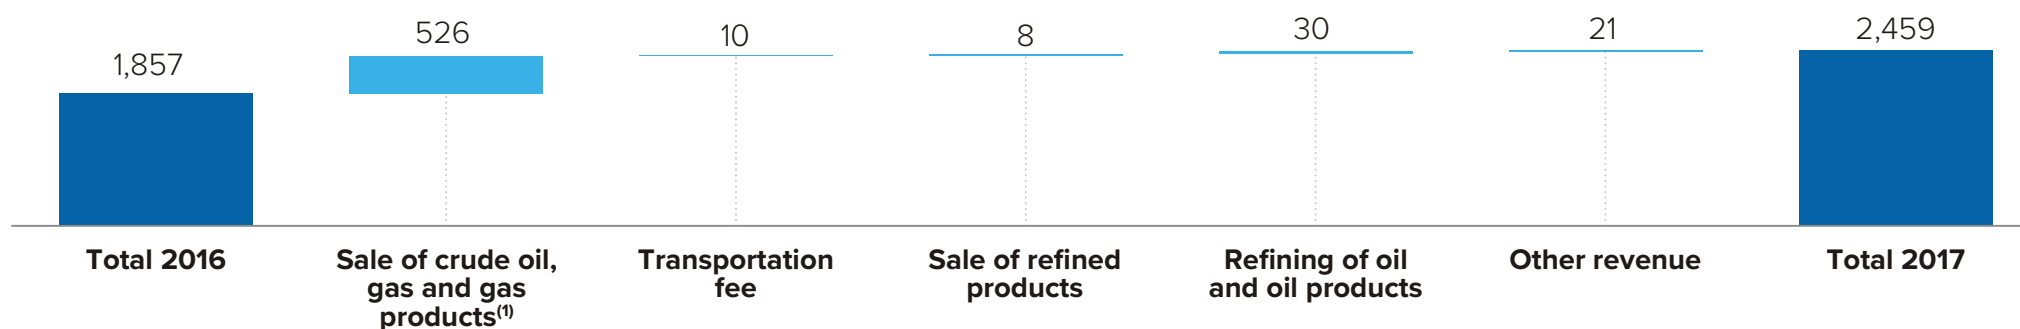 1,857
526
10
8
30
21
2,459
Total 2016
Sale of crude oil,
gas and gas
products(1)
Transportation
fee
Sale of refined
products
Refining of oil
and oil products
Other revenue
Total 2017